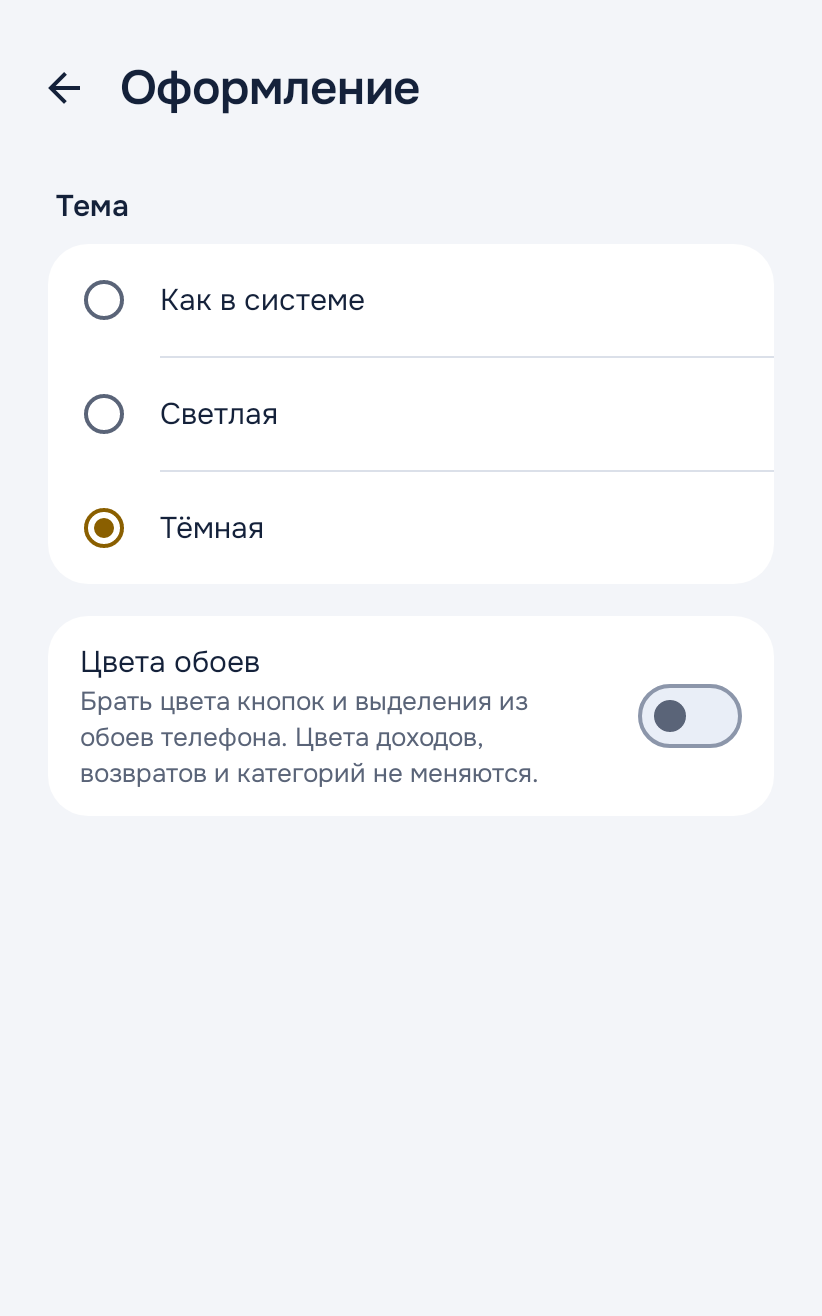 Оформление
Тема
Как в системе
Светлая
Тёмная
Цвета обоев
Брать цвета кнопок и выделения из
обоев телефона. Цвета доходов,
возвратов и категорий не меняются.